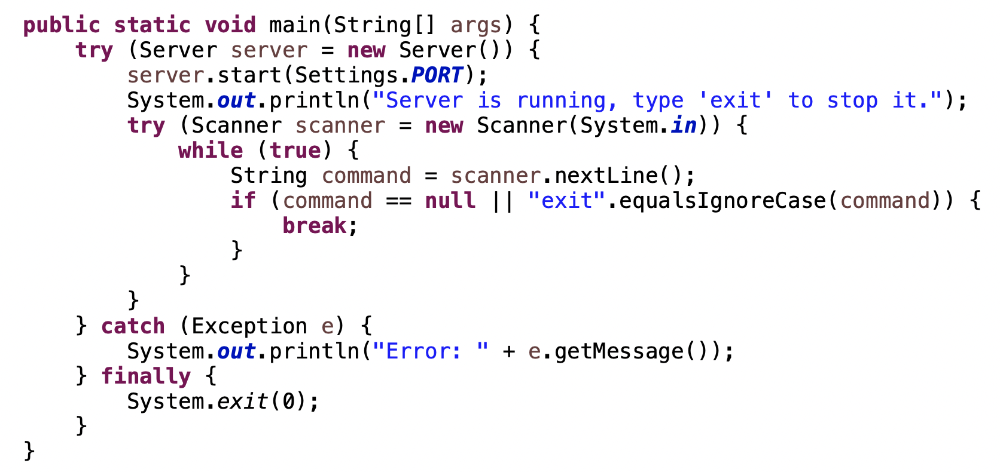 public static void main(String[] args) {
    try (Server server = new Server()) {
        server.start(Settings.PORT);
        System.out.println("Server is running, type 'exit' to stop it.");
        try (Scanner scanner = new Scanner(System.in)) {
            while (true) {
                String command = scanner.nextLine();
                if (command == null || "exit".equalsIgnoreCase(command)) {
                    break;
                }
            }
        }
    } catch (Exception e) {
        System.out.println("Error: " + e.getMessage());
    } finally {
        System.exit(0);
    }
}